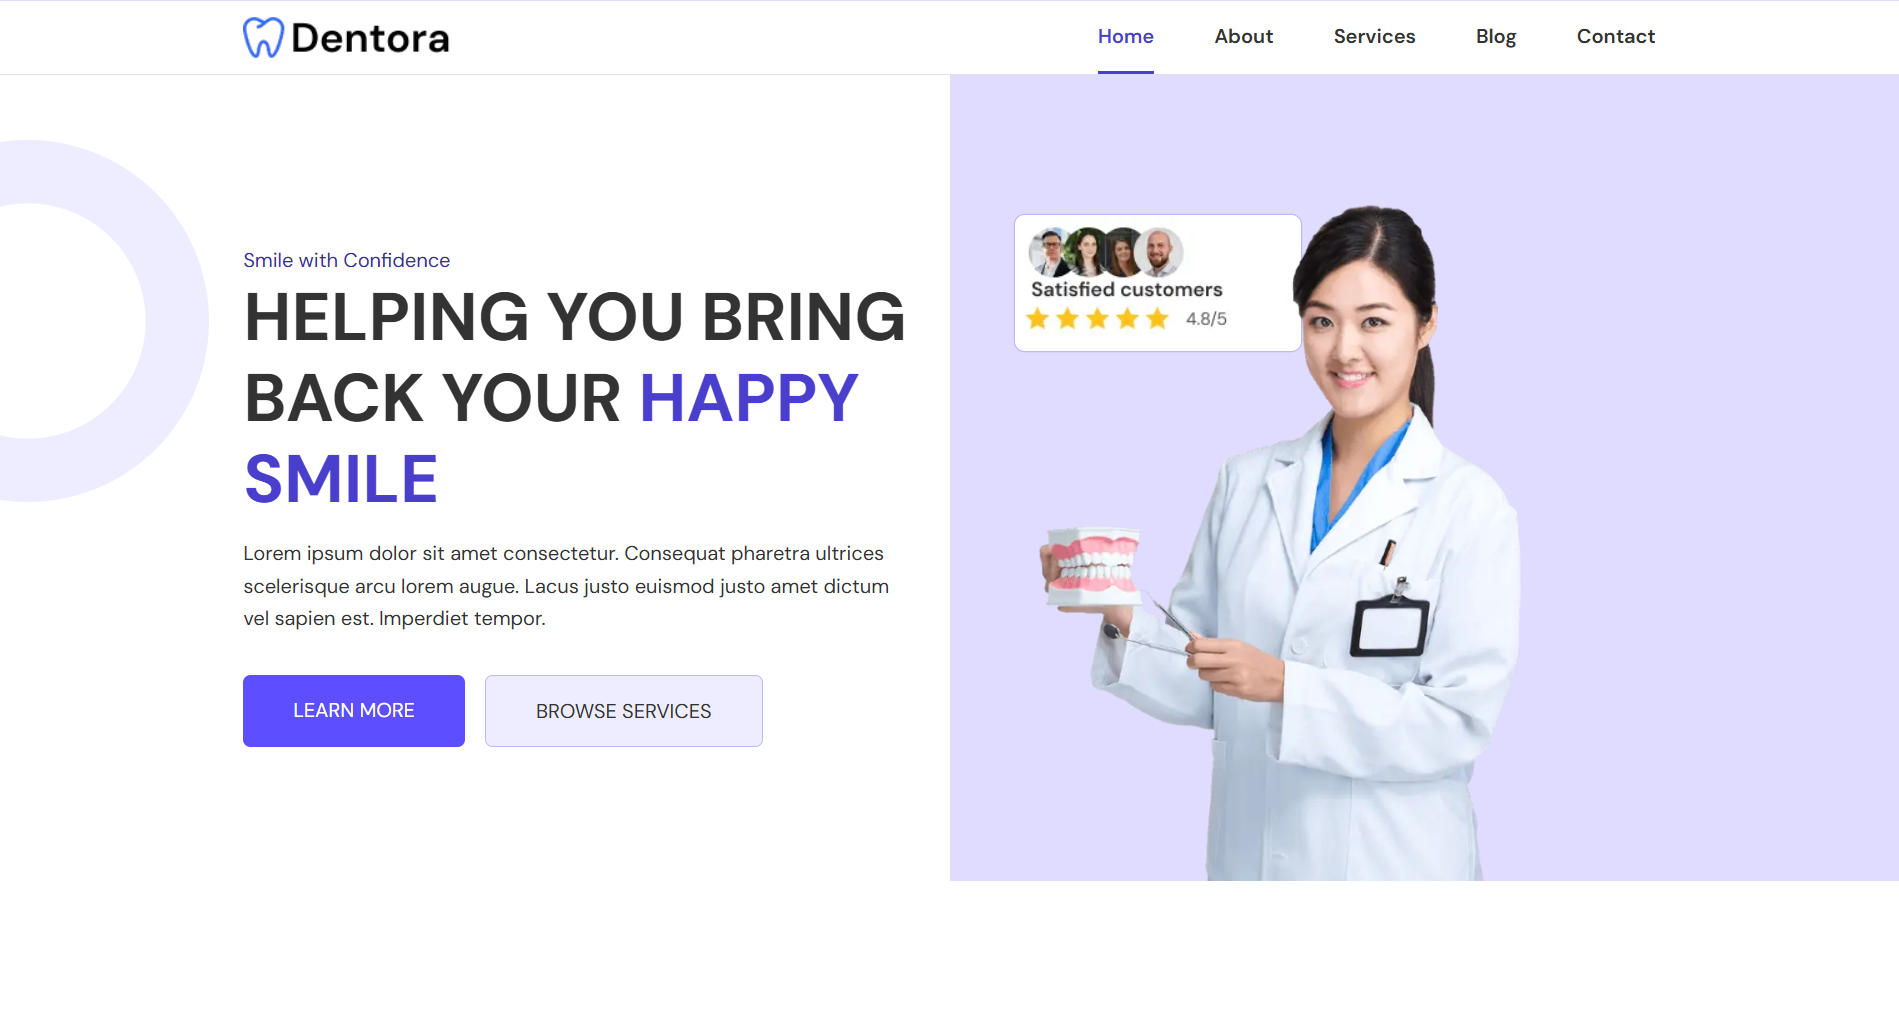 Dentora
Home About Services Blog Contact
Smile with Confidence
HELPING YOU BRING
BACK YOUR HAPPY
SMILE
Lorem ipsum dolor sit amet consectetur. Consequat pharetra ultrices
scelerisque arcu lorem augue. Lacus justo euismod justo amet dictum
vel sapien est. Imperdiet tempor.
LEARN MORE
BROWSE SERVICES
Satisfied customers
4.8/5